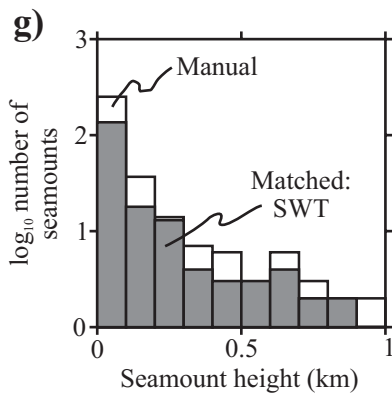 g)
3
Manual
2
Matched:
SWT
1
0
log₁₀ number of
seamounts
0
0.5
1
Seamount height (km)